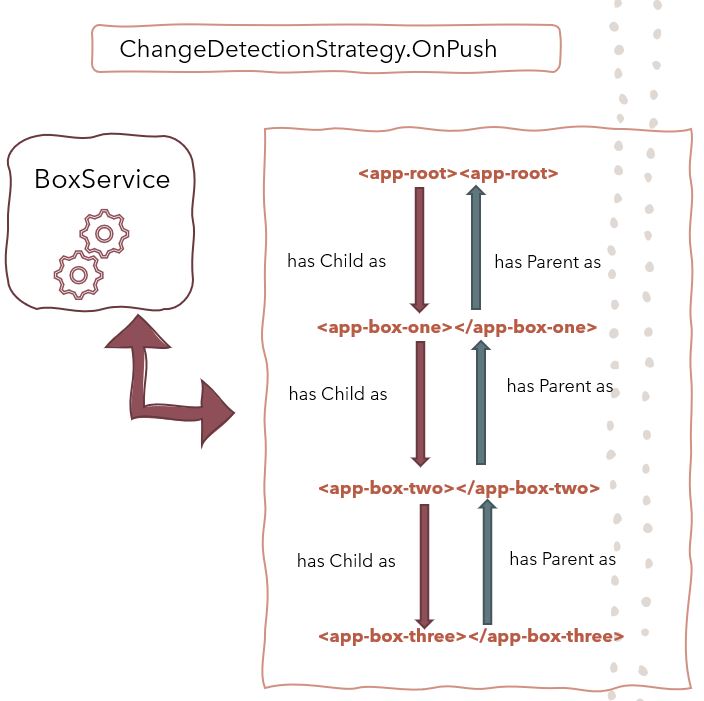 ChangeDetectionStrategy.OnPush
BoxService
<app-root><app-root>
has Child as
has Parent as
<app-box-one></app-box-one>
has Child as
has Parent as
<app-box-two></app-box-two>
has Child as
has Parent as
<app-box-three></app-box-three>